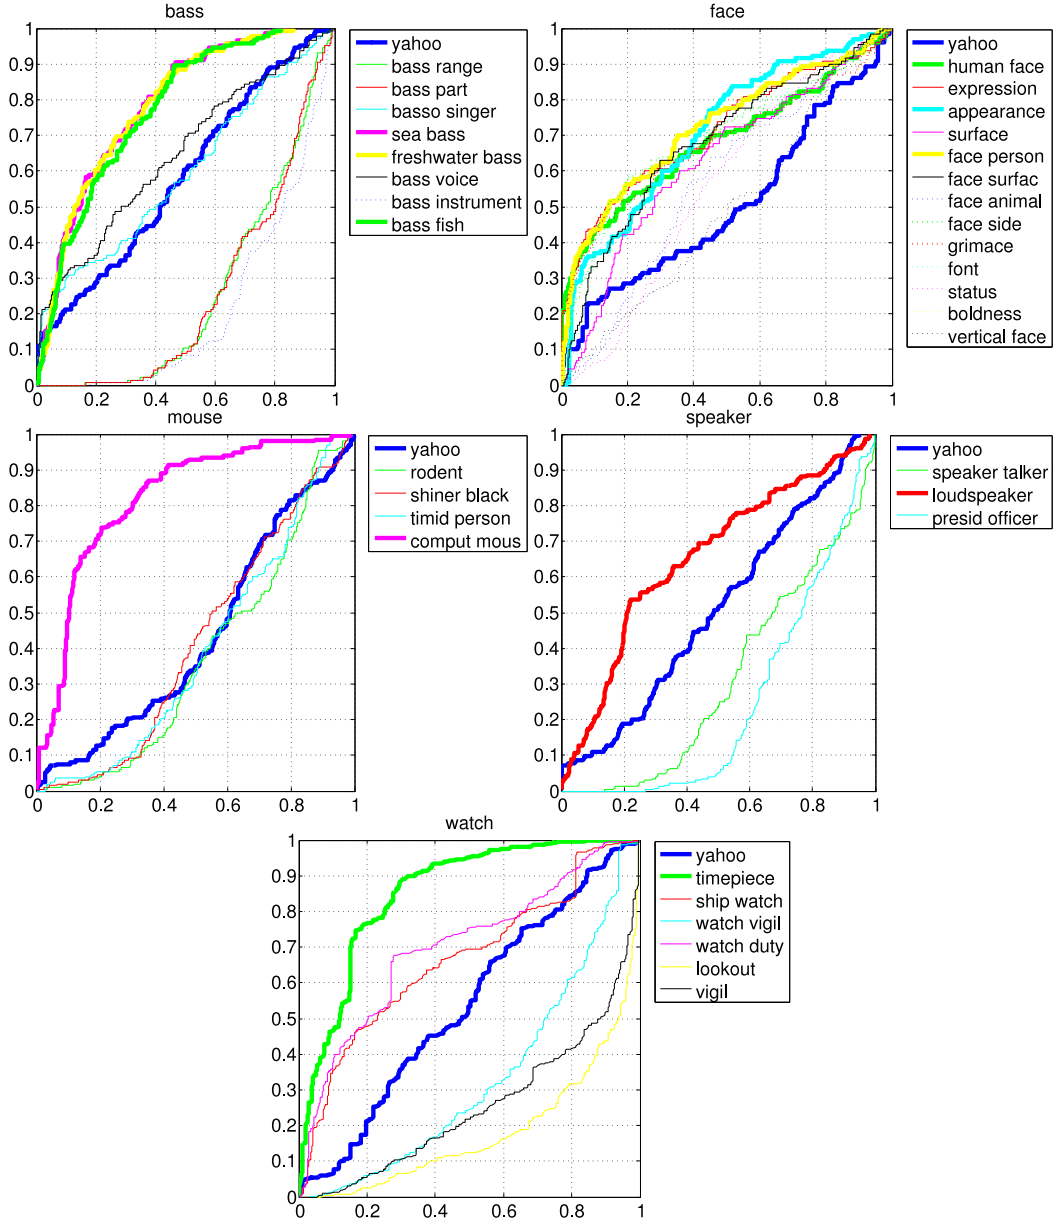 bass
1
0.9
0.8
0.7
0.6
0.5
0.4
0.3
0.2
0.1
0
0 0.2 0.4 0.6 0.8 1
yahoo
bass range
bass part
basso singer
sea bass
freshwater bass
bass voice
bass instrument
bass fish
face
1
0.9
0.8
0.7
0.6
0.5
0.4
0.3
0.2
0.1
0
0 0.2 0.4 0.6 0.8 1
yahoo
human face
expression
appearance
surface
face person
face surfac
face animal
face side
grimace
font
status
boldness
vertical face
mouse
1
0.9
0.8
0.7
0.6
0.5
0.4
0.3
0.2
0.1
0
0 0.2 0.4 0.6 0.8 1
yahoo
rodent
shiner black
timid person
comput mous
speaker
1
0.9
0.8
0.7
0.6
0.5
0.4
0.3
0.2
0.1
0
0 0.2 0.4 0.6 0.8 1
yahoo
speaker talker
loudspeaker
presid officer
watch
1
0.9
0.8
0.7
0.6
0.5
0.4
0.3
0.2
0.1
0
0 0.2 0.4 0.6 0.8 1
yahoo
timepiece
ship watch
watch vigil
watch duty
lookout
vigil